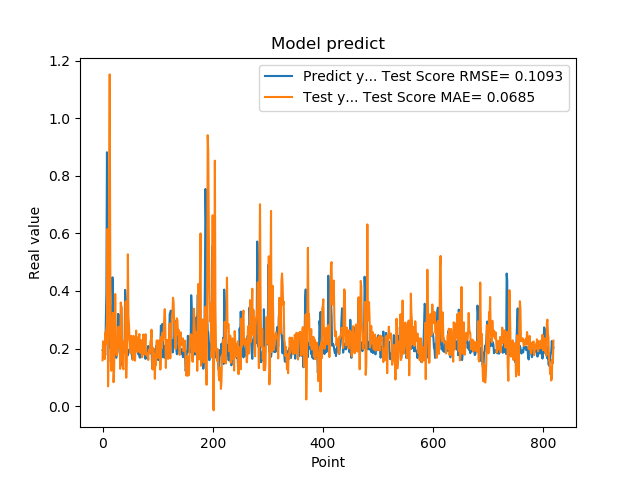 Model predict
Predict y... Test Score RMSE= 0.1093
Test y... Test Score MAE= 0.0685
Real value
1.2
1.0
0.8
0.6
0.4
0.2
0.0
0 200 400 600 800
Point